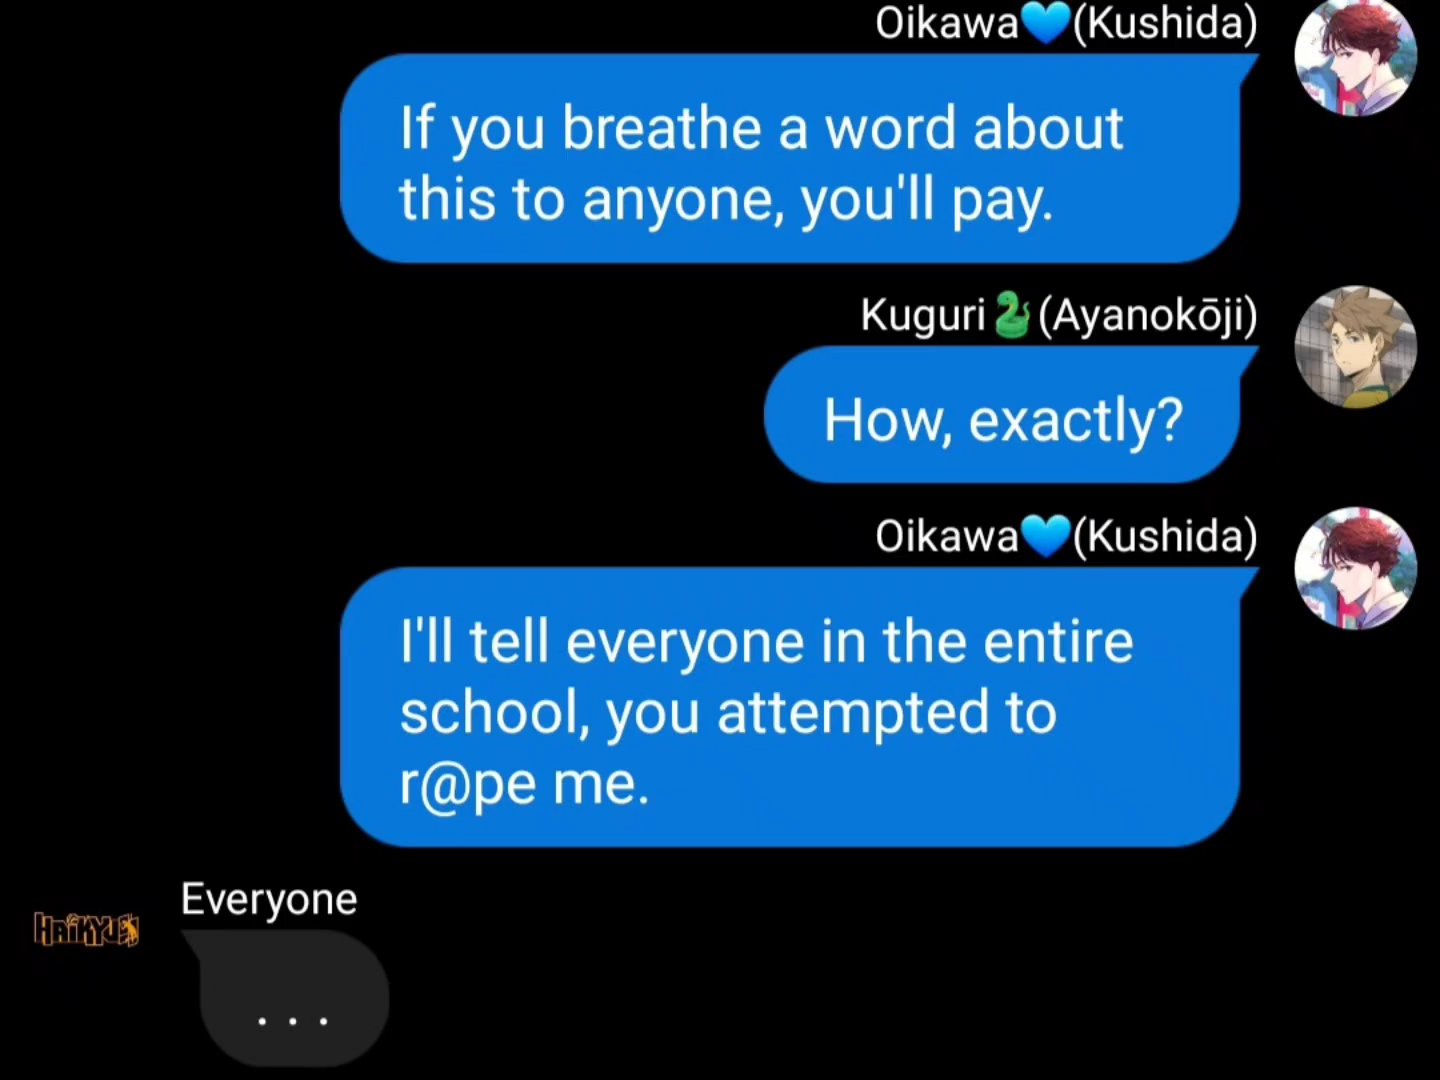 Oikawa💙(Kushida)
If you breathe a word about
this to anyone, you'll pay.
Kuguri🐍(Ayanokōji)
How, exactly?
Oikawa💙(Kushida)
I'll tell everyone in the entire
school, you attempted to
r@pe me.
Everyone
HAIKYU!!
. . .